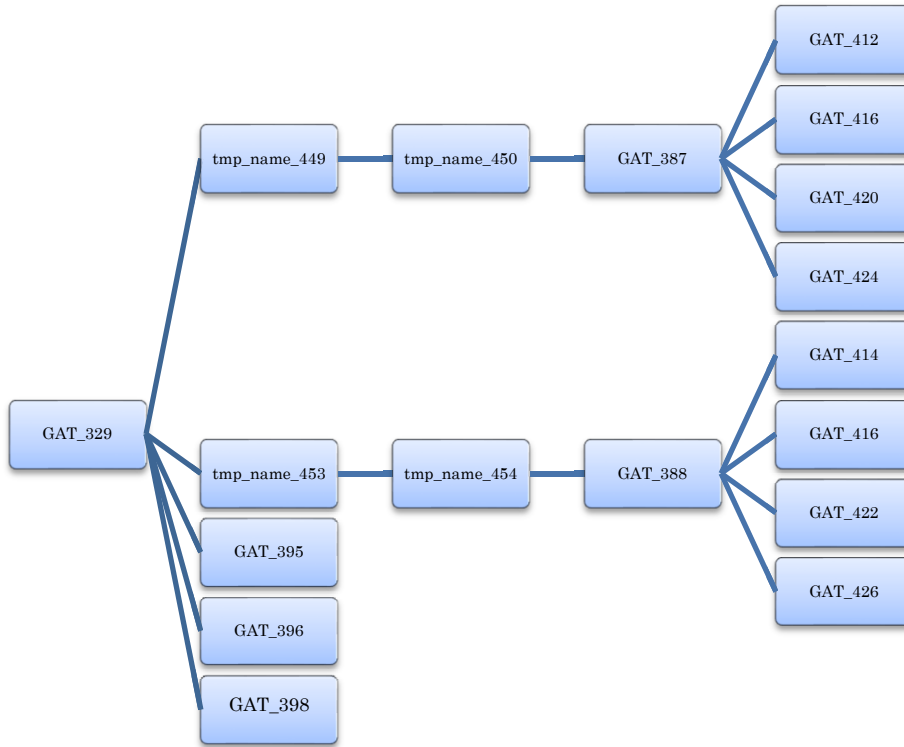 GAT_412
GAT_416
tmp_name_449
tmp_name_450
GAT_387
GAT_420
GAT_424
GAT_414
GAT_329
GAT_416
tmp_name_453
tmp_name_454
GAT_388
GAT_422
GAT_395
GAT_426
GAT_396
GAT_398